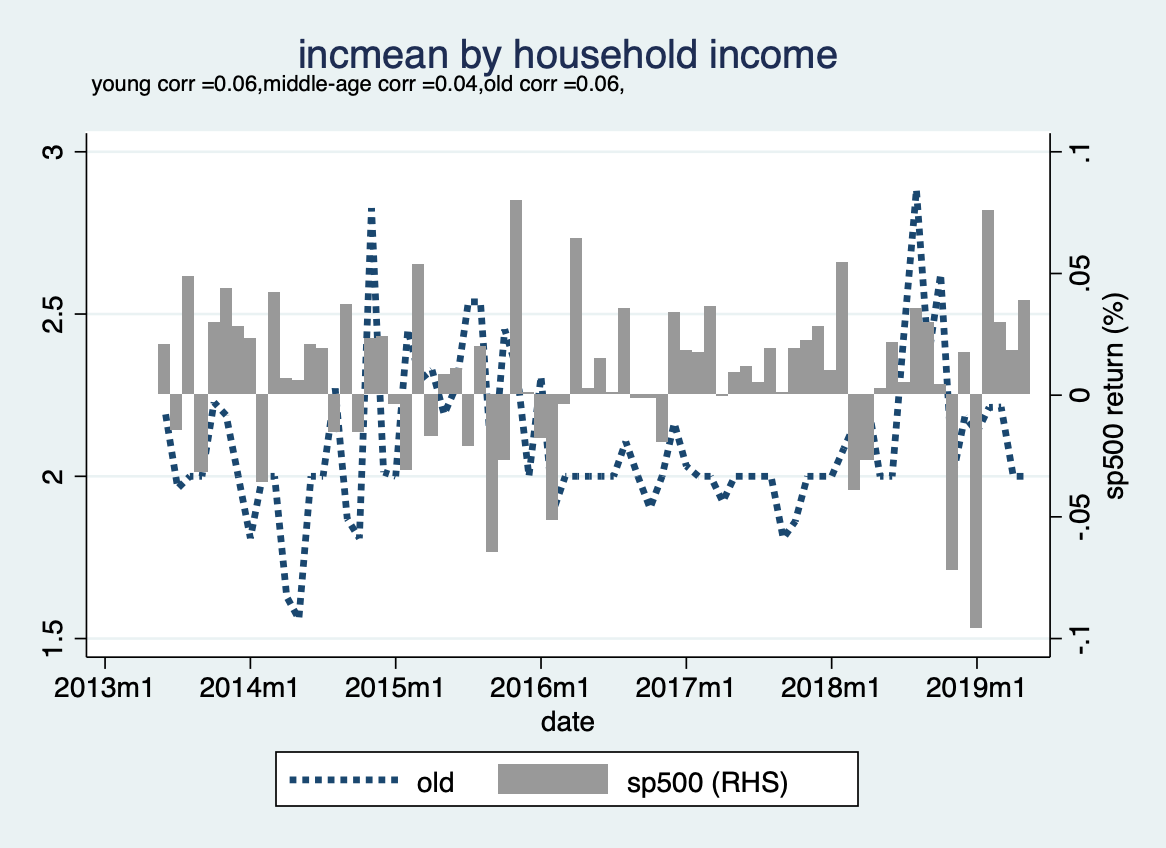 incmean by household income
young corr =0.06,middle-age corr =0.04,old corr =0.06,
3
2.5
2
1.5
.1
.05
0
-.05
-.1
sp500 return (%)
2013m1 2014m1 2015m1 2016m1 2017m1 2018m1 2019m1
date
old sp500 (RHS)